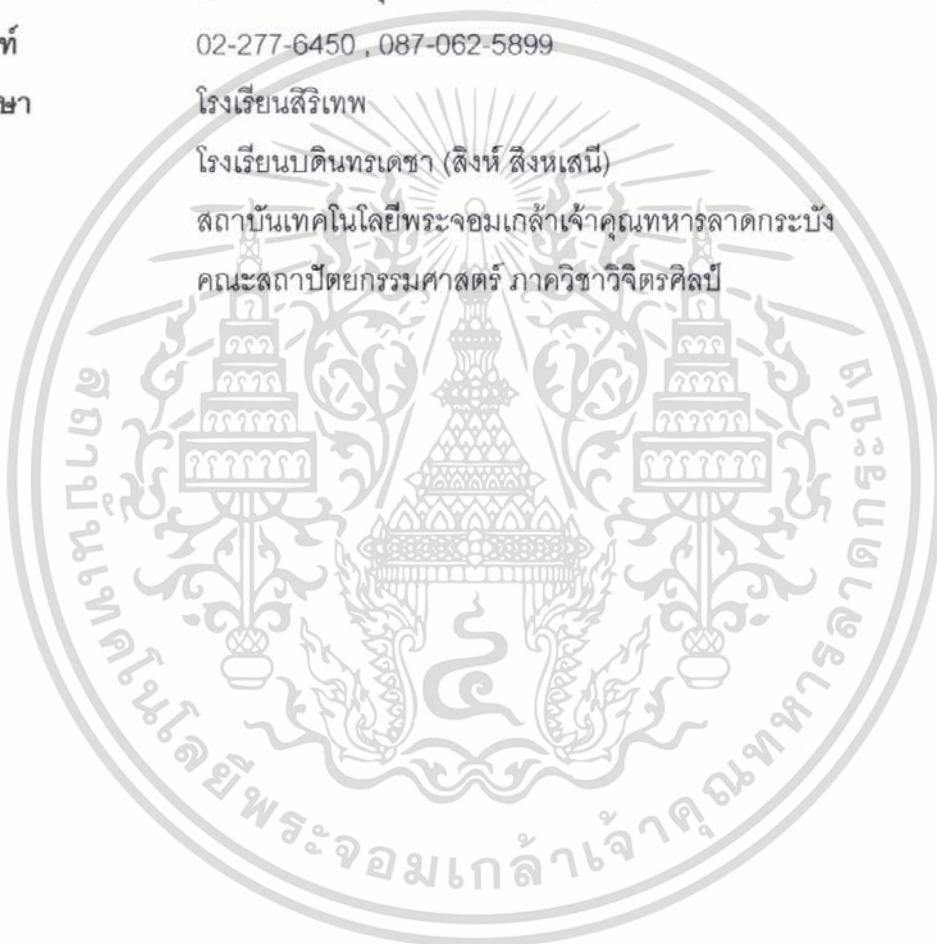 02-277-6450 , 087-062-5899
โรงเรียนสิริเทพ
โรงเรียนบดินทรเดชา (สิงห์ สิงหเสนี)
สถาบันเทคโนโลยีพระจอมเกล้าเจ้าคุณทหารลาดกระบัง
คณะสถาปัตยกรรมศาสตร์ ภาควิชาวิจิตรศิลป์
สถาบันเทคโนโลยีพระจอมเกล้าเจ้าคุณทหารลาดกระบัง
๔